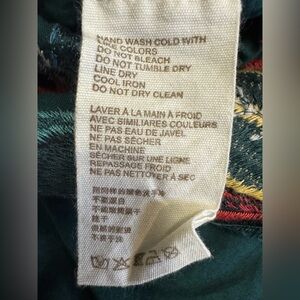 HAND WASH COLD WITH
LIKE COLORS
DO NOT BLEACH
DO NOT TUMBLE DRY
LINE DRY
COOL IRON
DO NOT DRY CLEAN
LAVER À LA MAIN À FROID
AVEC SIMILAIRES COULEURS
NE PAS EAU DE JAVEL
NE PAS SÉCHER
EN MACHINE
SÉCHER SUR UNE LIGNE
REPASSAGE FROID
NE PAS NETTOYER À SEC